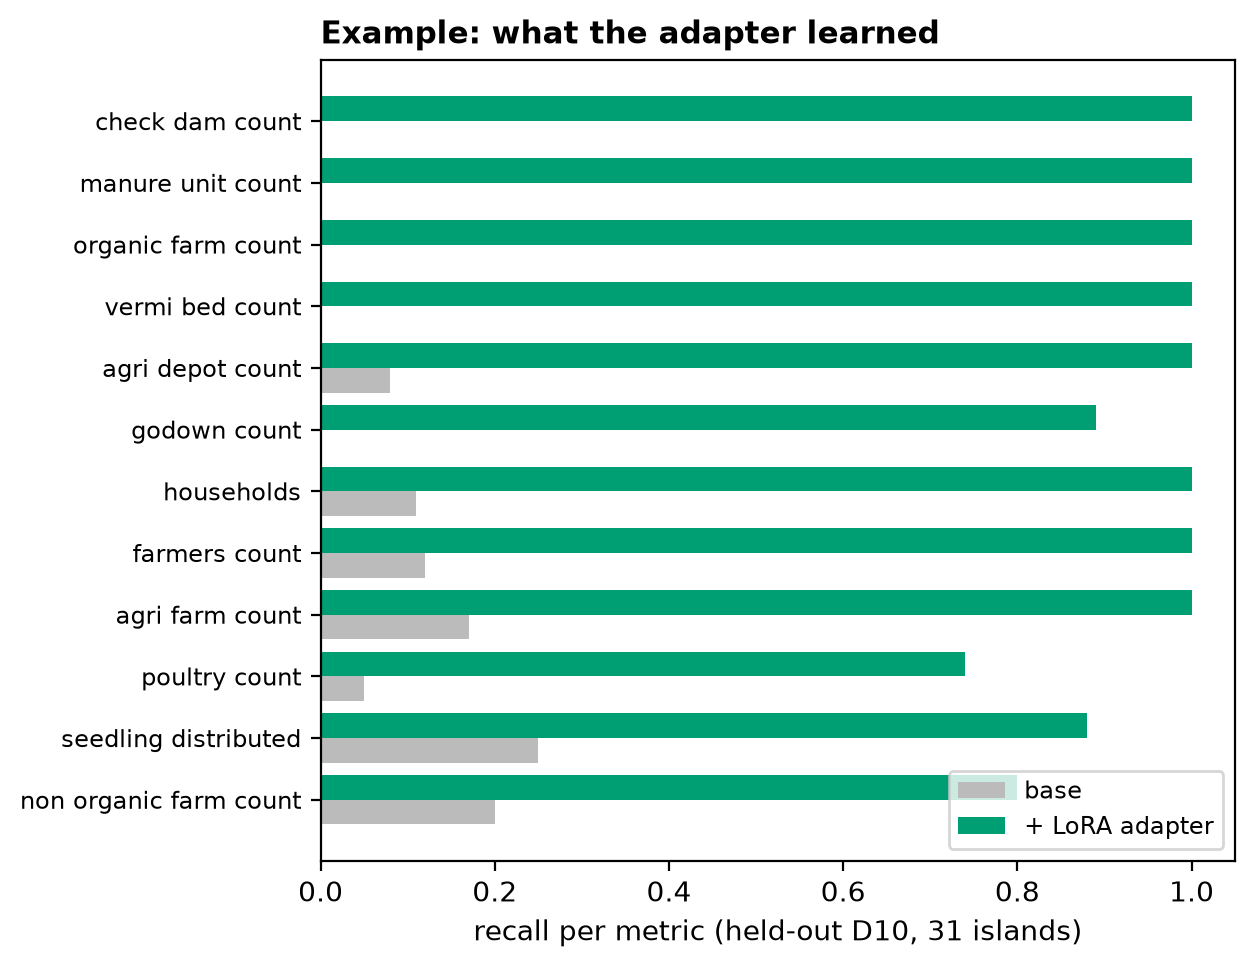 Example: what the adapter learned
check dam count
manure unit count
organic farm count
vermi bed count
agri depot count
godown count
households
farmers count
agri farm count
poultry count
seedling distributed
non organic farm count
base
+ LoRA adapter
0.0 0.2 0.4 0.6 0.8 1.0
recall per metric (held-out D10, 31 islands)